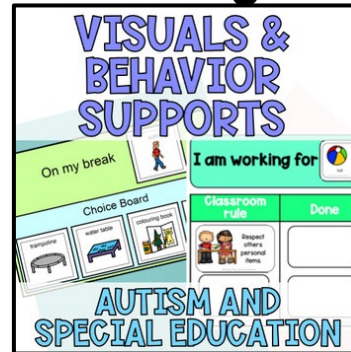 VISUALS &
BEHAVIOR
SUPPORTS
On my break
Choice Board
trampoline
water table
colouring book
I am working for
Classroom
rule
Done
Respect
others
personal
items.
AUTISM AND
SPECIAL EDUCATION